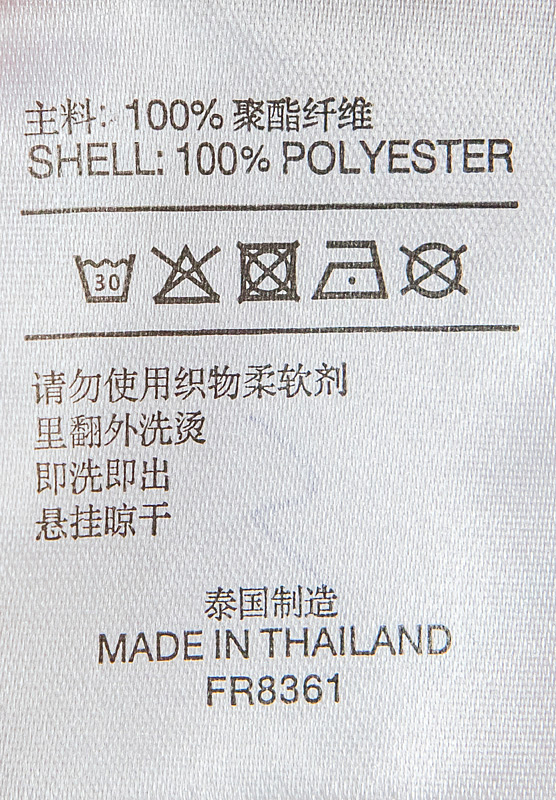 主料: 100% 聚酯纤维
SHELL: 100% POLYESTER
30
请勿使用织物柔软剂
里翻外洗烫
即洗即出
悬挂晾干
泰国制造
MADE IN THAILAND
FR8361